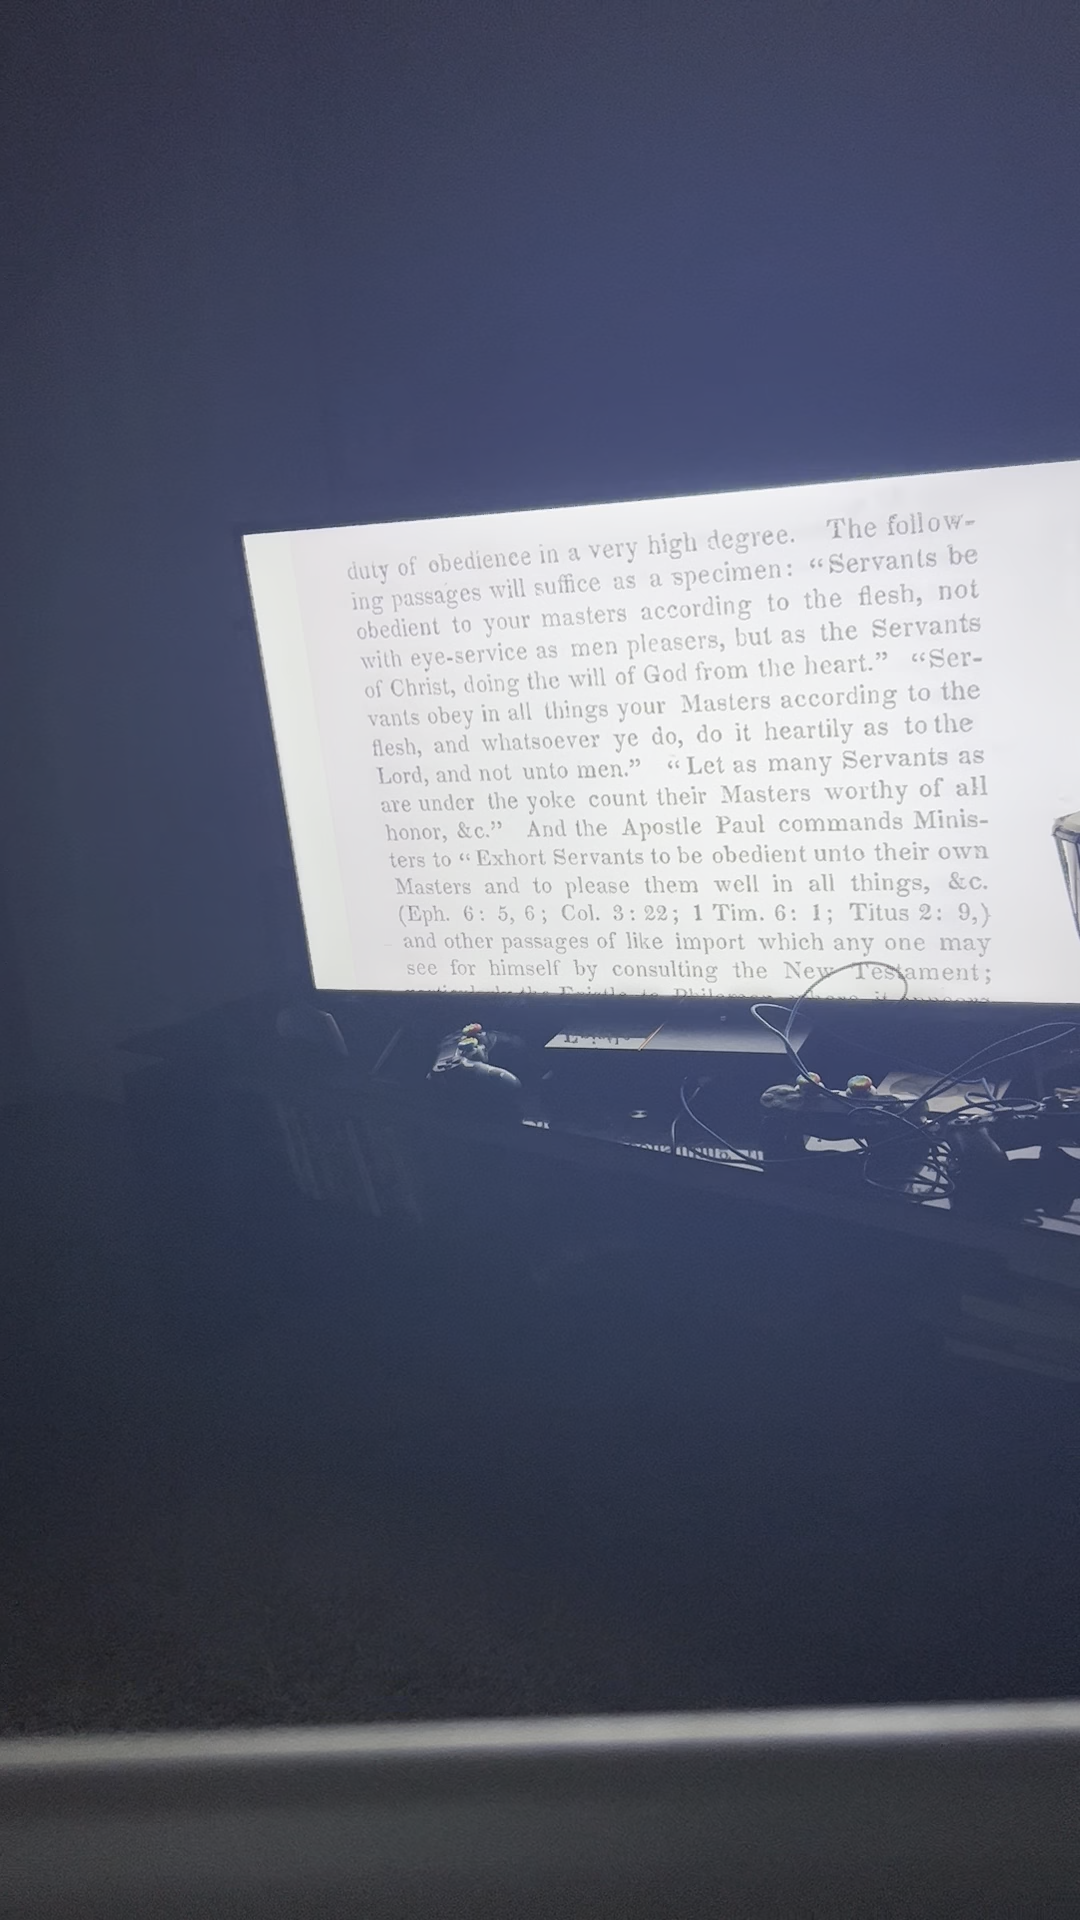 duty of obedience in a very high degree. The follow-
ing passages will suffice as a specimen: “Servants be
obedient to your masters according to the flesh, not
with eye-service as men pleasers, but as the Servants
of Christ, doing the will of God from the heart.” “Ser-
vants obey in all things your Masters according to the
flesh, and whatsoever ye do, do it heartily as to the
Lord, and not unto men.” “Let as many Servants as
are under the yoke count their Masters worthy of all
honor, &c.” And the Apostle Paul commands Minis-
ters to “Exhort Servants to be obedient unto their own
Masters and to please them well in all things, &c.
(Eph. 6: 5, 6; Col. 3: 22; 1 Tim. 6: 1; Titus 2: 9,)
and other passages of like import which any one may
see for himself by consulting the New Testament;